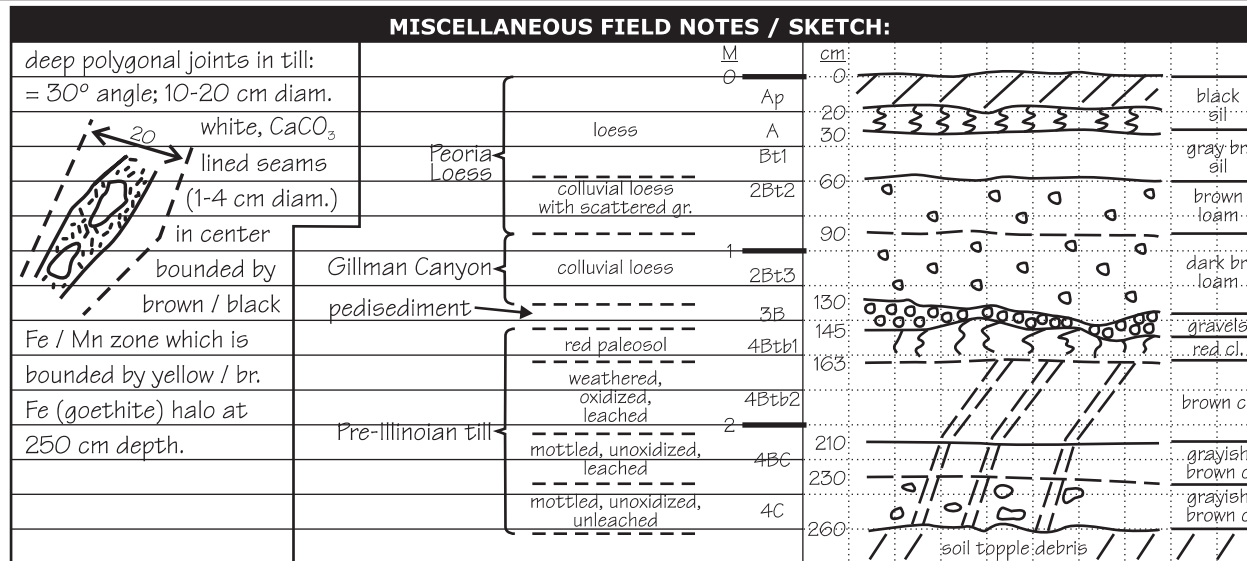 MISCELLANEOUS FIELD NOTES / SKETCH:
deep polygonal joints in till:
= 30° angle; 10-20 cm diam.
white, CaCO₃
20
lined seams
(1-4 cm diam.)
in center
bounded by
brown / black
Fe / Mn zone which is
bounded by yellow / br.
Fe (goethite) halo at
250 cm depth.
Peoria
Loess
Gillman Canyon
pedisediment
Pre-Illinoian till
loess
colluvial loess
with scattered gr.
colluvial loess
red paleosol
weathered,
oxidized,
leached
mottled, unoxidized,
leached
mottled, unoxidized,
unleached
M
0
1
2
Ap
A
Bt1
2Bt2
2Bt3
3B
4Btb1
4Btb2
4BC
4C
cm
0
20
30
60
90
130
145
163
210
230
260
soil topple debris
black
sil
gray br
sil
brown
loam
dark br
loam
gravels
red cl.
brown c
grayish
brown c
grayish
brown c